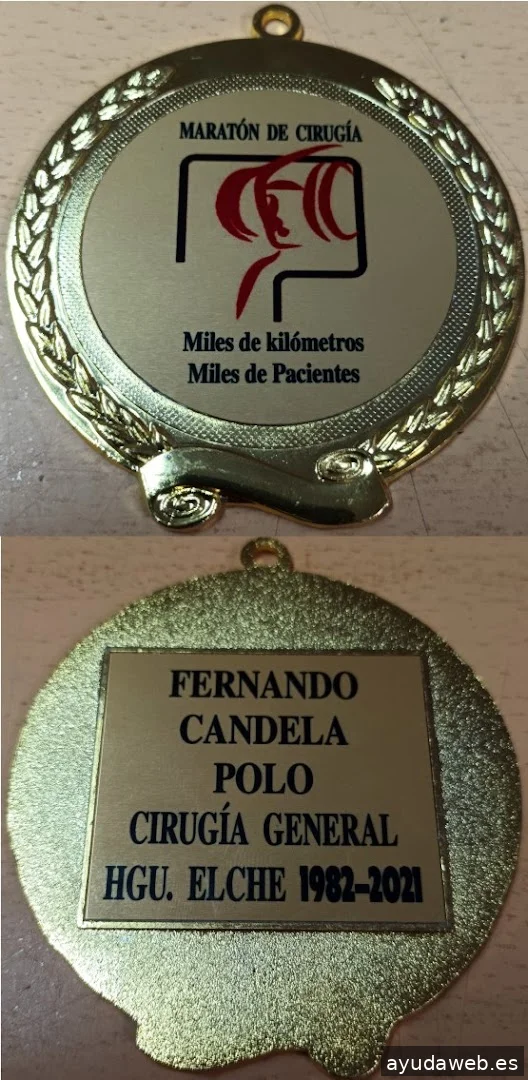 MARATÓN DE CIRUGÍA
Miles de kilómetros
Miles de Pacientes
FERNANDO
CANDELA
POLO
CIRUGÍA GENERAL
HGU. ELCHE 1982-2021
ayudaweb.es